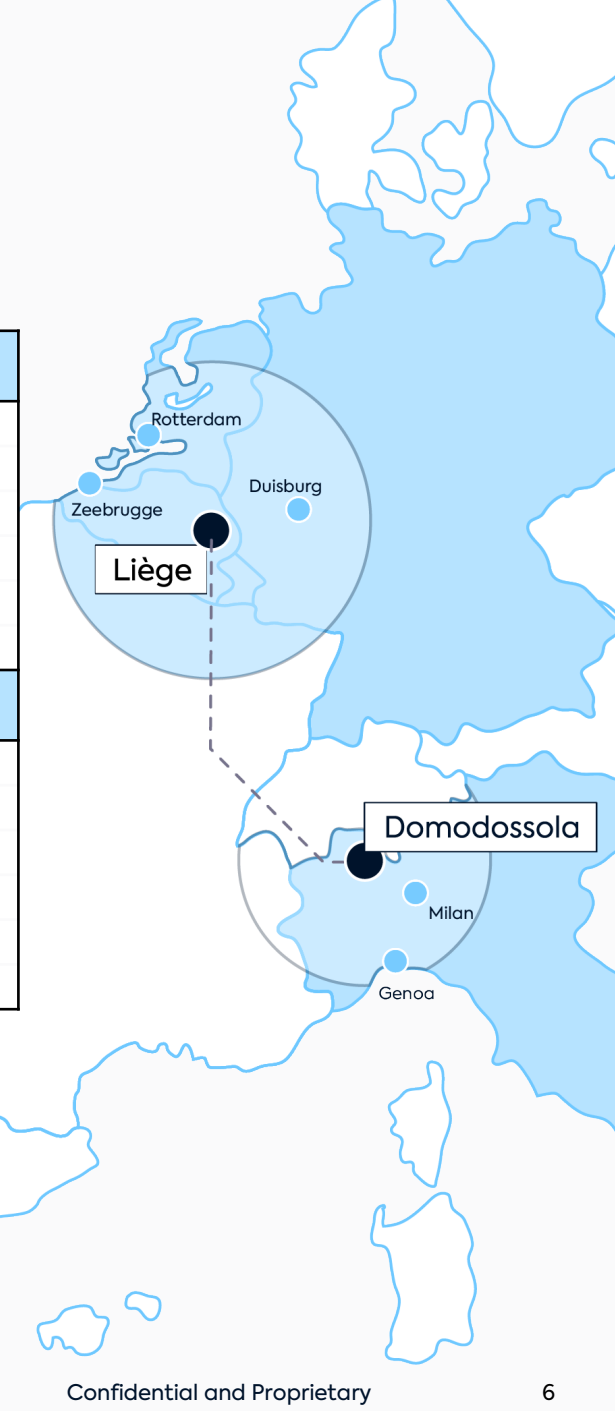 Rotterdam
Duisburg
Zeebrugge
Liège
Domodossola
Milan
Genoa
Confidential and Proprietary
6